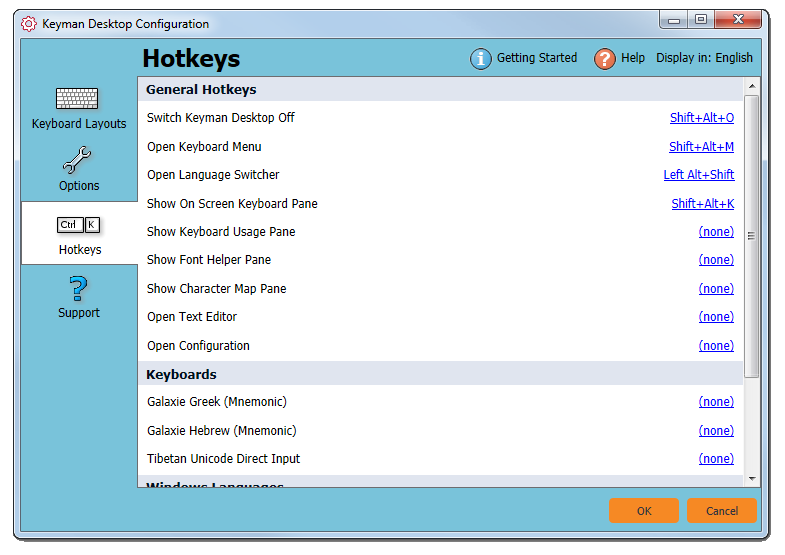 Keyman Desktop Configuration
Hotkeys
Getting Started
Help
Display in: English
Keyboard Layouts
Options
Ctrl K
Hotkeys
Support
General Hotkeys
Switch Keyman Desktop Off Shift+Alt+O
Open Keyboard Menu Shift+Alt+M
Open Language Switcher Left Alt+Shift
Show On Screen Keyboard Pane Shift+Alt+K
Show Keyboard Usage Pane (none)
Show Font Helper Pane (none)
Show Character Map Pane (none)
Open Text Editor (none)
Open Configuration (none)
Keyboards
Galaxie Greek (Mnemonic) (none)
Galaxie Hebrew (Mnemonic) (none)
Tibetan Unicode Direct Input (none)
Windows Languages
OK Cancel